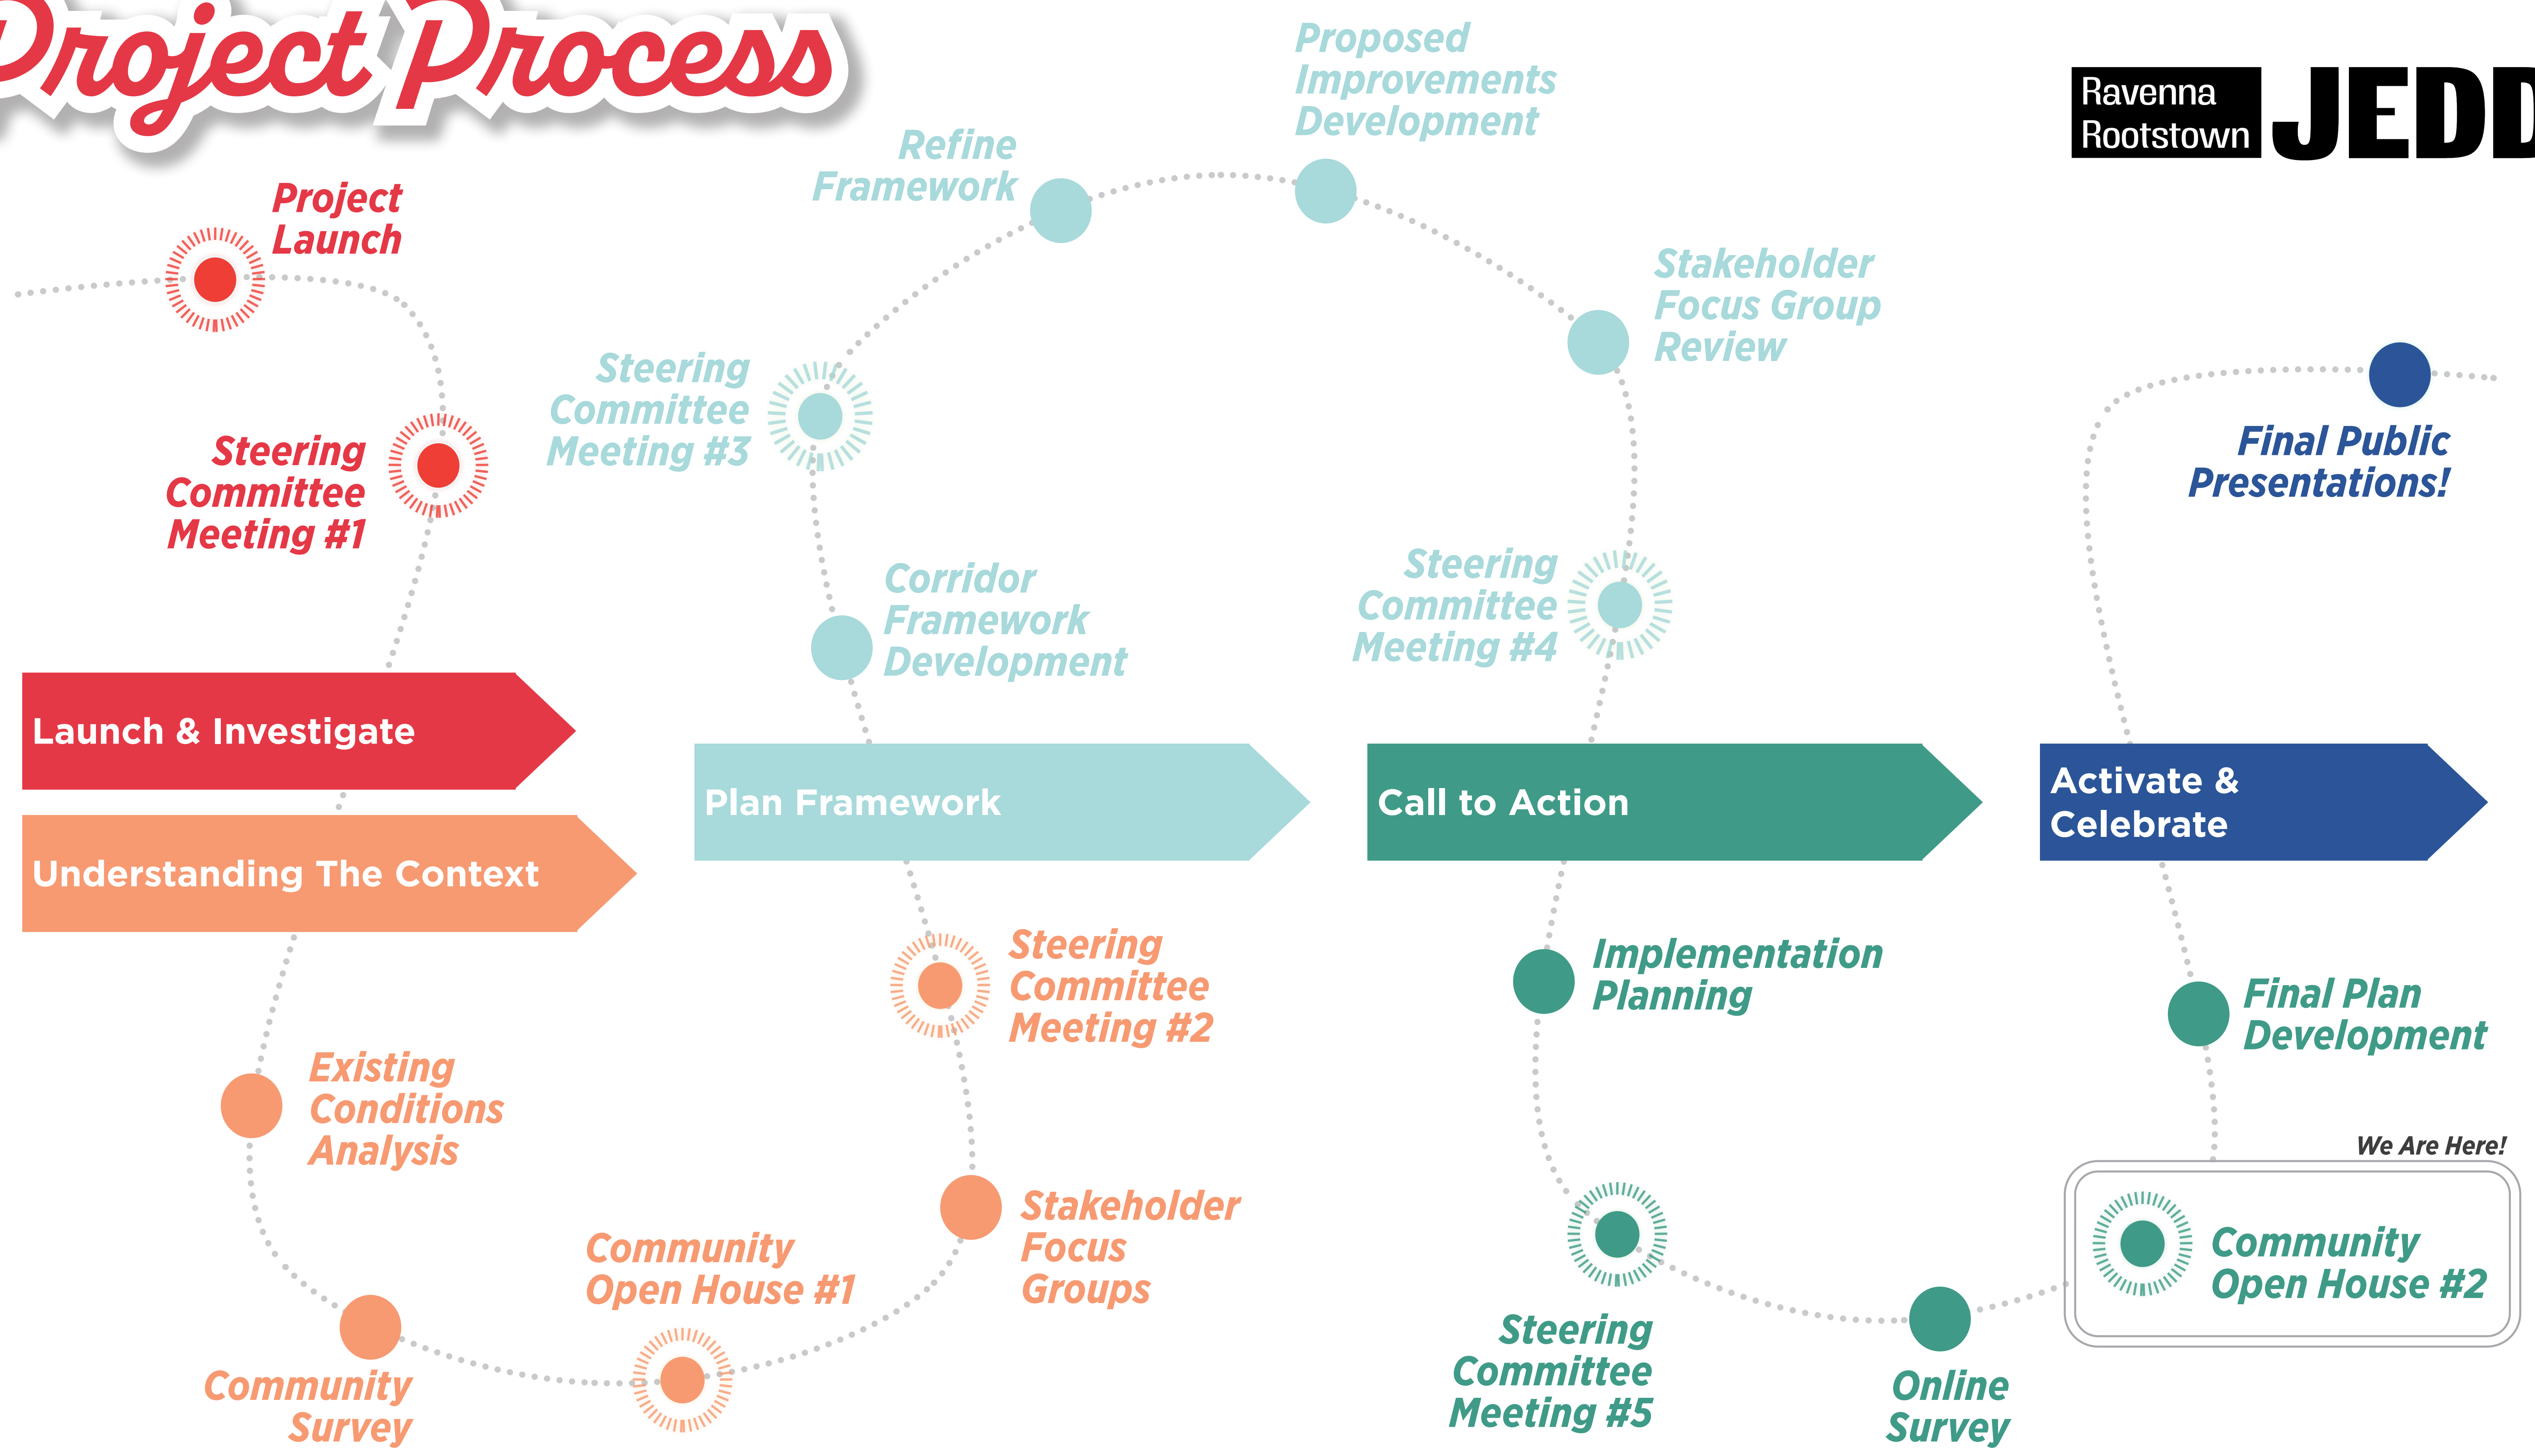 Project Process
Ravenna
Rootstown
JEDD
Project
Launch
Steering
Committee
Meeting #1
Launch & Investigate
Understanding The Context
Existing
Conditions
Analysis
Community
Survey
Community
Open House #1
Stakeholder
Focus
Groups
Steering
Committee
Meeting #2
Plan Framework
Corridor
Framework
Development
Steering
Committee
Meeting #3
Refine
Framework
Proposed
Improvements
Development
Stakeholder
Focus Group
Review
Steering
Committee
Meeting #4
Call to Action
Implementation
Planning
Steering
Committee
Meeting #5
Online
Survey
We Are Here!
Community
Open House #2
Final Plan
Development
Activate &
Celebrate
Final Public
Presentations!